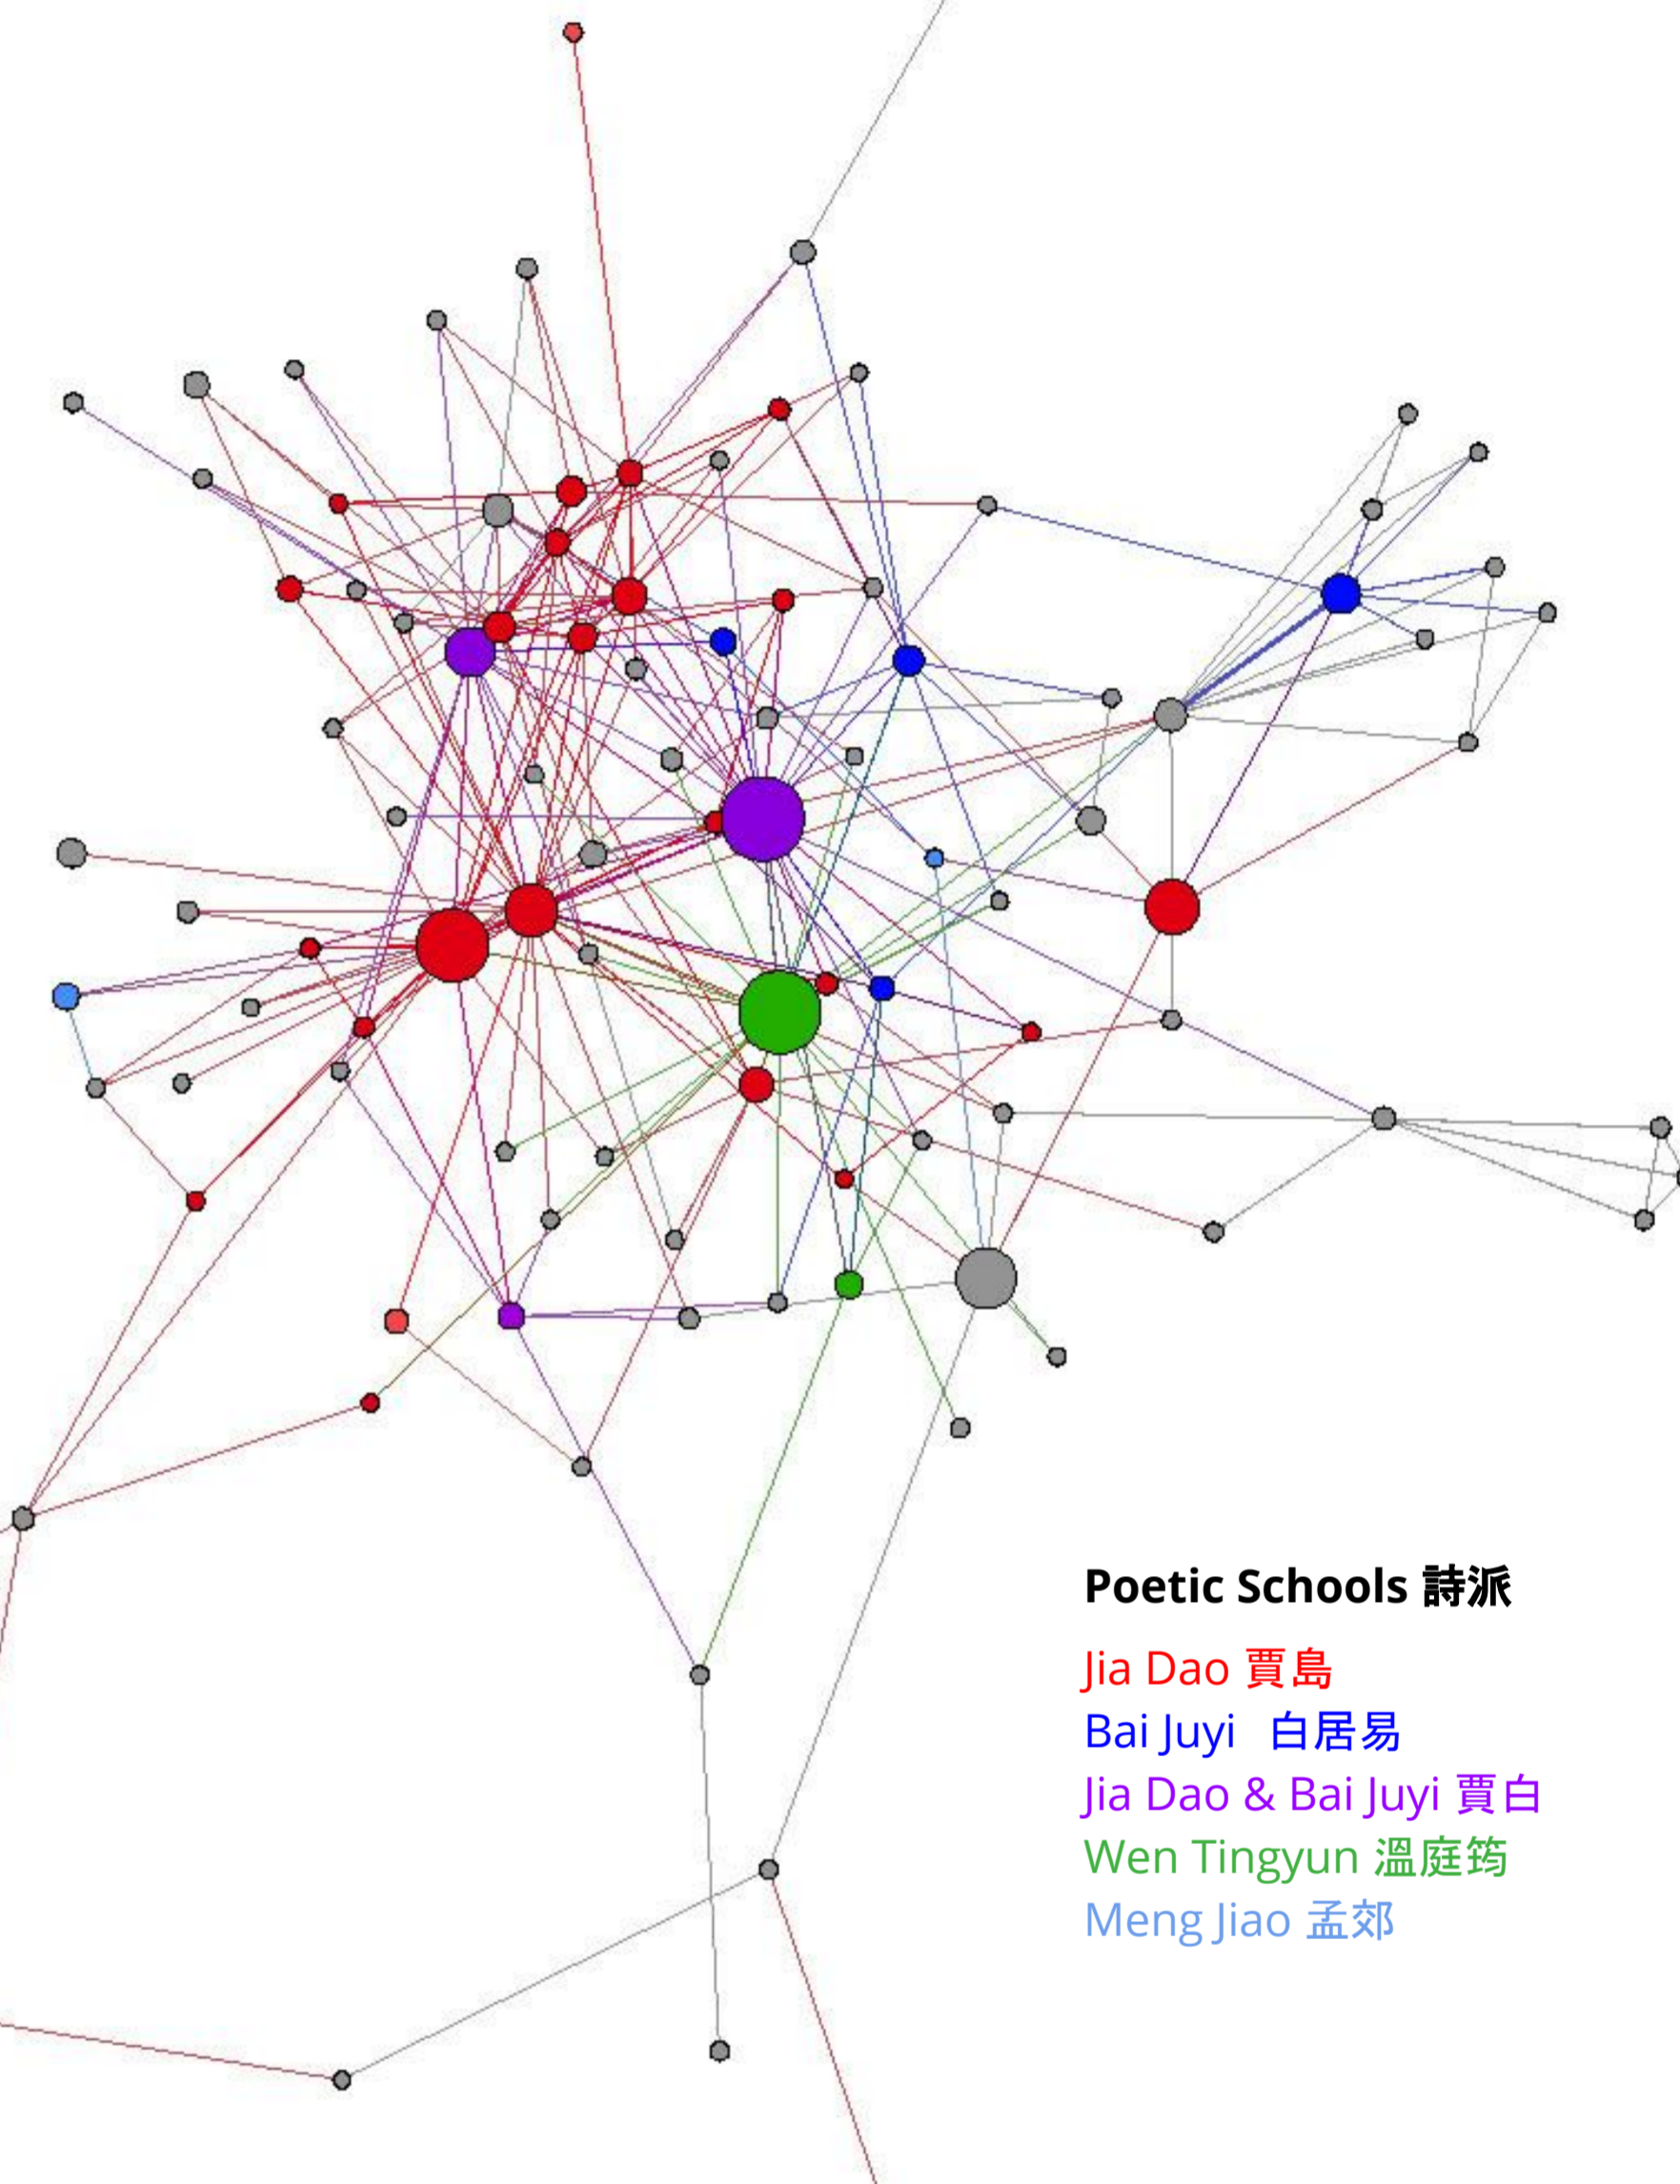 Poetic Schools 詩派
Jia Dao 賈島
Bai Juyi 白居易
Jia Dao & Bai Juyi 賈白
Wen Tingyun 溫庭筠
Meng Jiao 孟郊